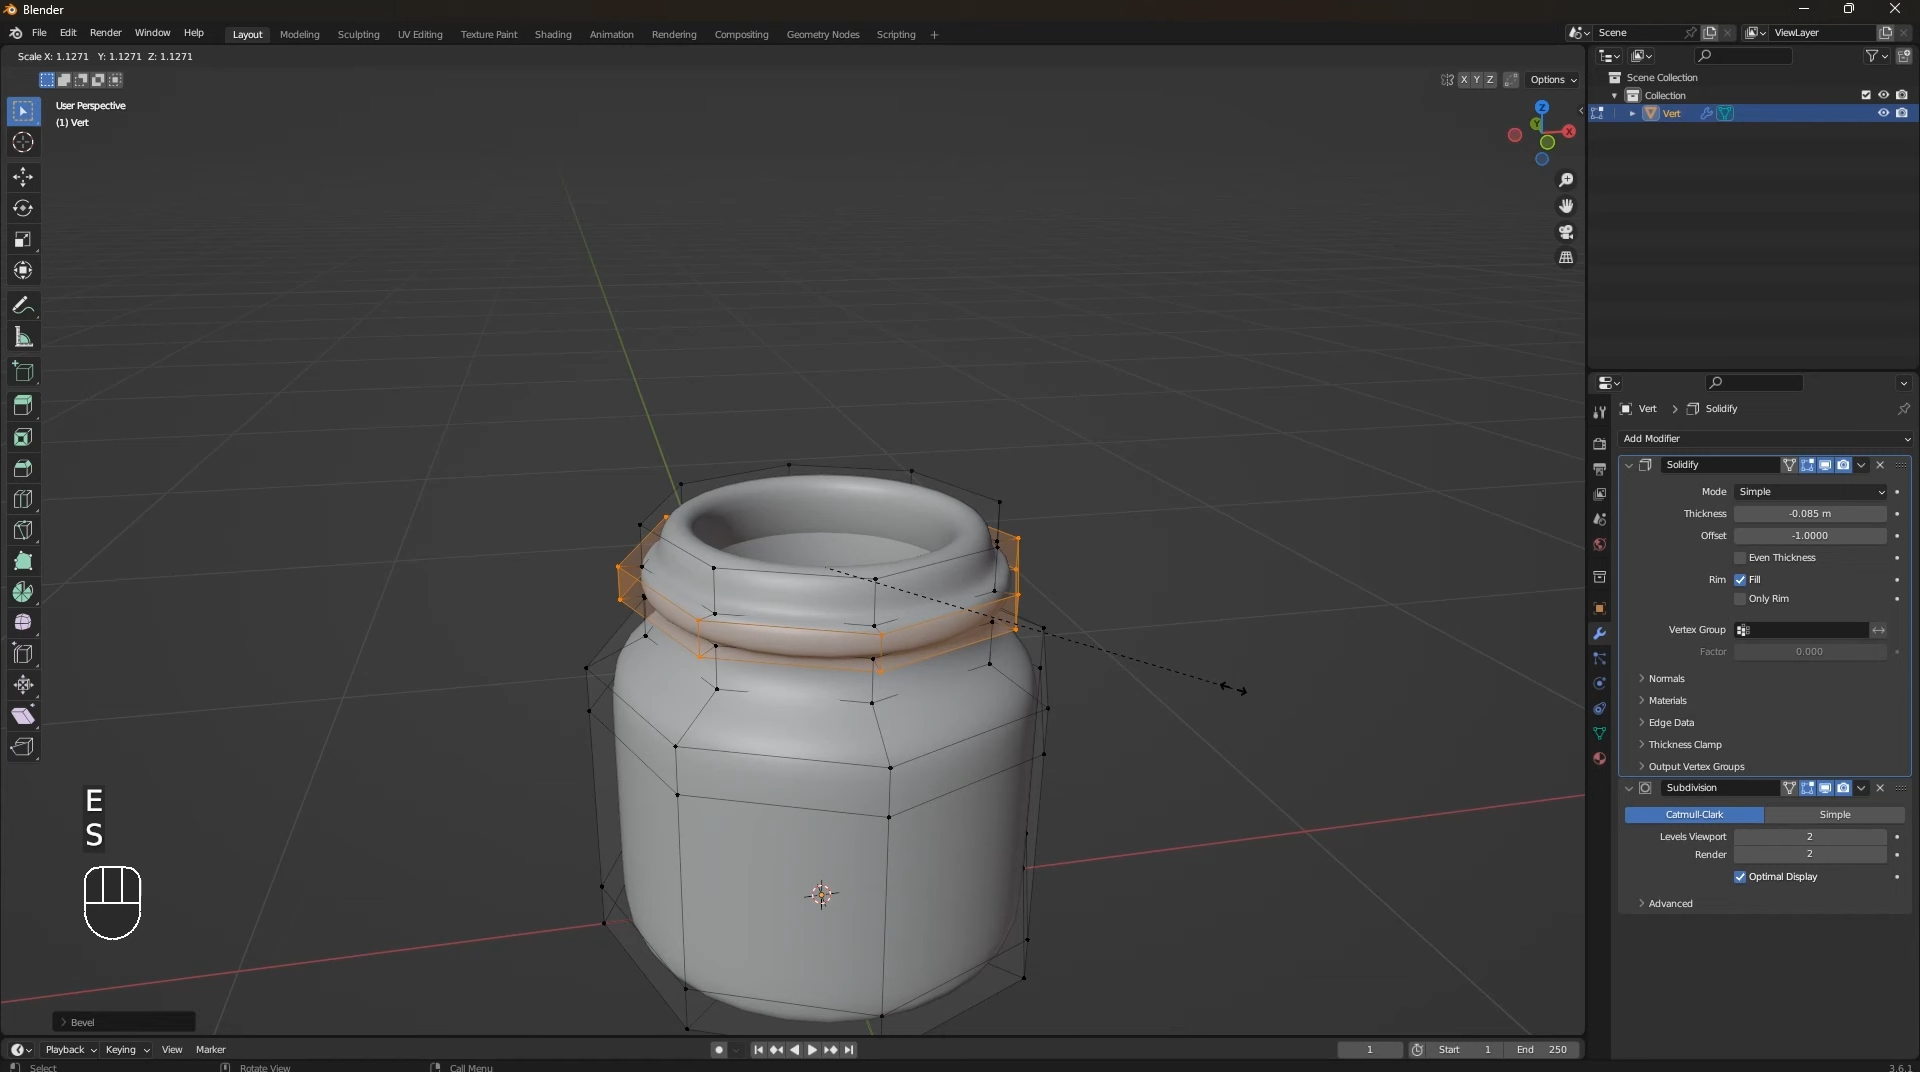 Blender
File Edit Render Window Help Layout Modeling Sculpting UV Editing Texture Paint Shading Animation Rendering Compositing Geometry Nodes Scripting + Scene ViewLayer
Scale X: 1.1271 Y: 1.1271 Z: 1.1271
X Y Z Options
User Perspective
(1) Vert
Z
Y
X
Scene Collection
Collection
Vert
Vert > Solidify
Add Modifier
Solidify
Mode Simple
Thickness -0.085 m
Offset -1.0000
Even Thickness
Rim Fill
Only Rim
Vertex Group
Factor 0.000
Normals
Materials
Edge Data
Thickness Clamp
Output Vertex Groups
Subdivision
Catmull-Clark Simple
Levels Viewport 2
Render 2
Optimal Display
Advanced
E
S
Bevel
Playback Keying View Marker 1 Start 1 End 250
Select Rotate View Call Menu 3.6.1